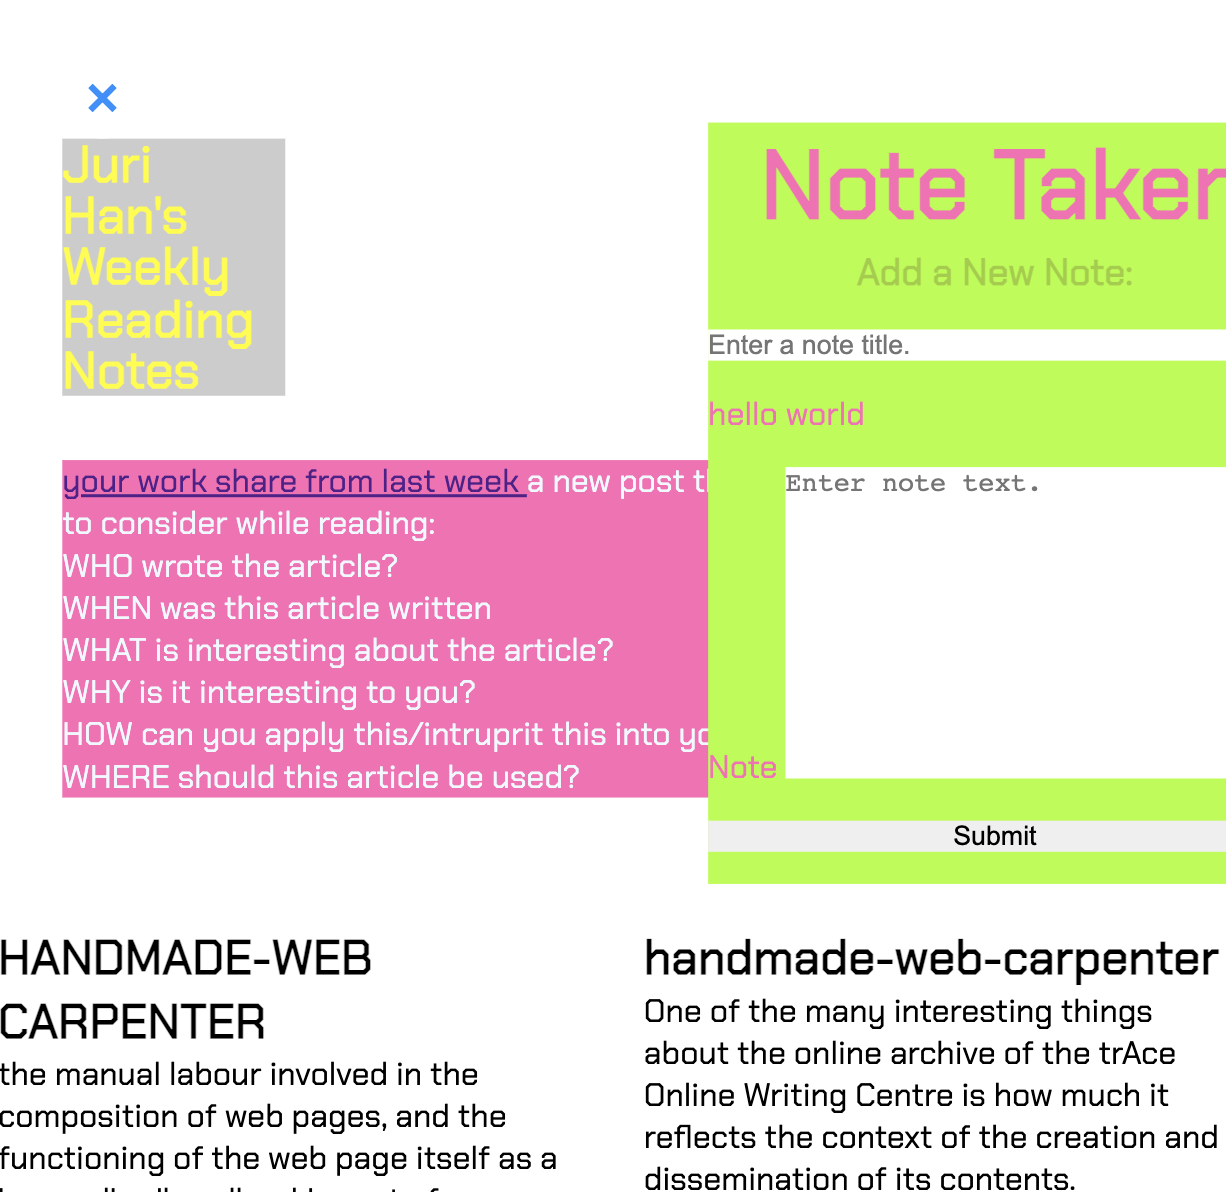 Juri
Han's
Weekly
Reading
Notes
your work share from last week a new post
to consider while reading:
WHO wrote the article?
WHEN was this article written
WHAT is interesting about the article?
WHY is it interesting to you?
HOW can you apply this/intruprit this into
WHERE should this article be used?
Note Taker
Add a New Note:
Enter a note title.
hello world
Enter note text.
Note
Submit
HANDMADE-WEB
CARPENTER
the manual labour involved in the
composition of web pages, and the
functioning of the web page itself as a
handmade-web-carpenter
One of the many interesting things
about the online archive of the trAce
Online Writing Centre is how much it
reflects the context of the creation and
dissemination of its contents.